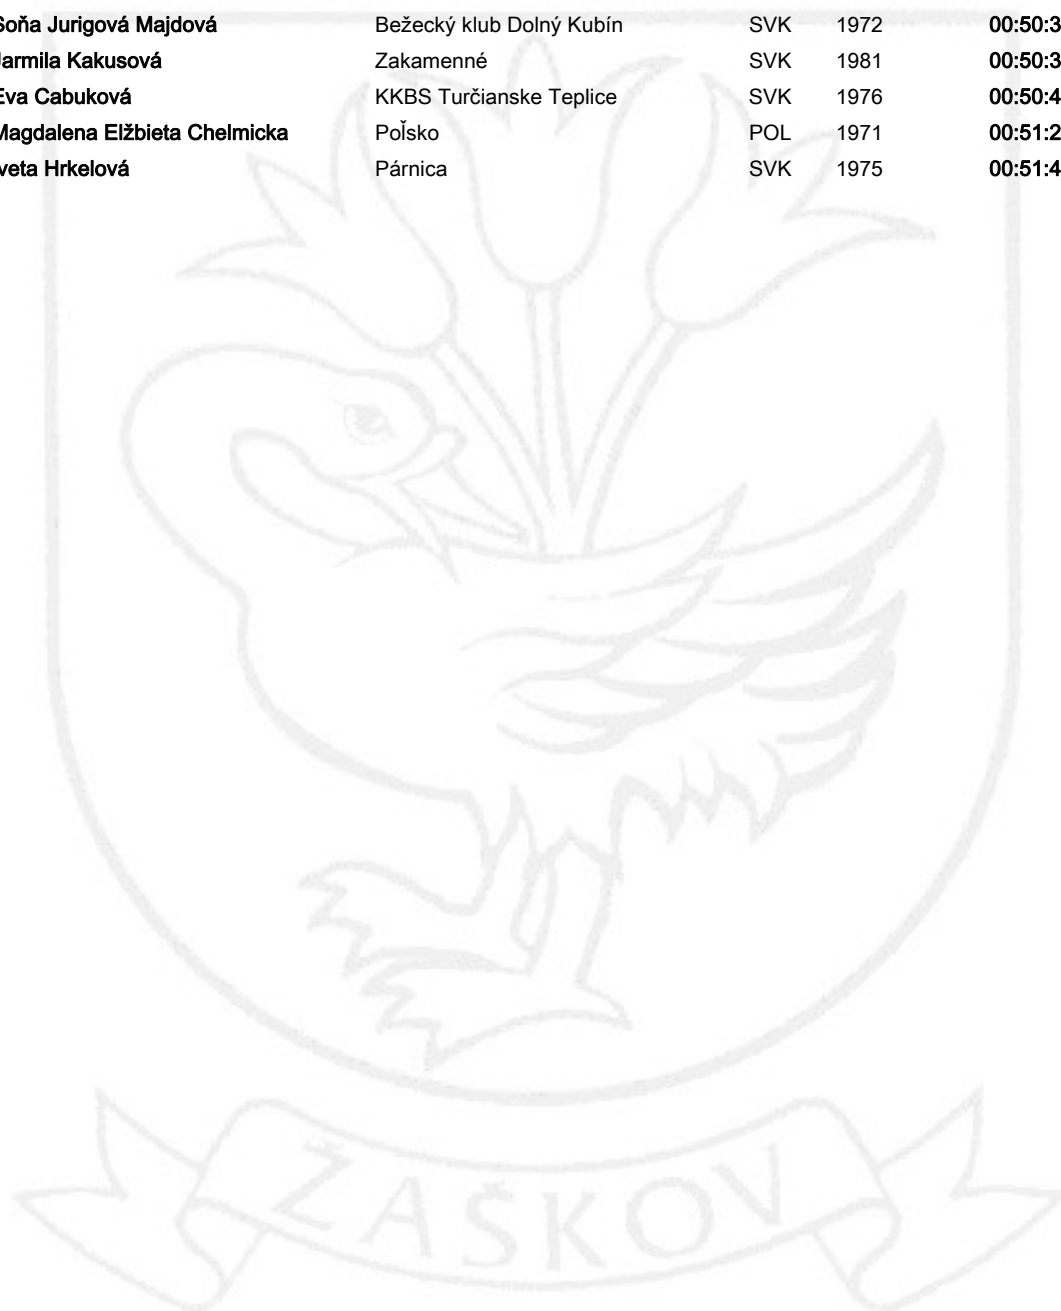 Soňa Jurigová Majdová Bežecký klub Dolný Kubín SVK 1972 00:50:3
Jarmila Kakusová Zakamenné SVK 1981 00:50:3
Eva Cabuková KKBS Turčianske Teplice SVK 1976 00:50:4
Magdalena Elžbieta Chelmicka Poľsko POL 1971 00:51:2
Iveta Hrkelová Párnica SVK 1975 00:51:4
ŽAŠKOV